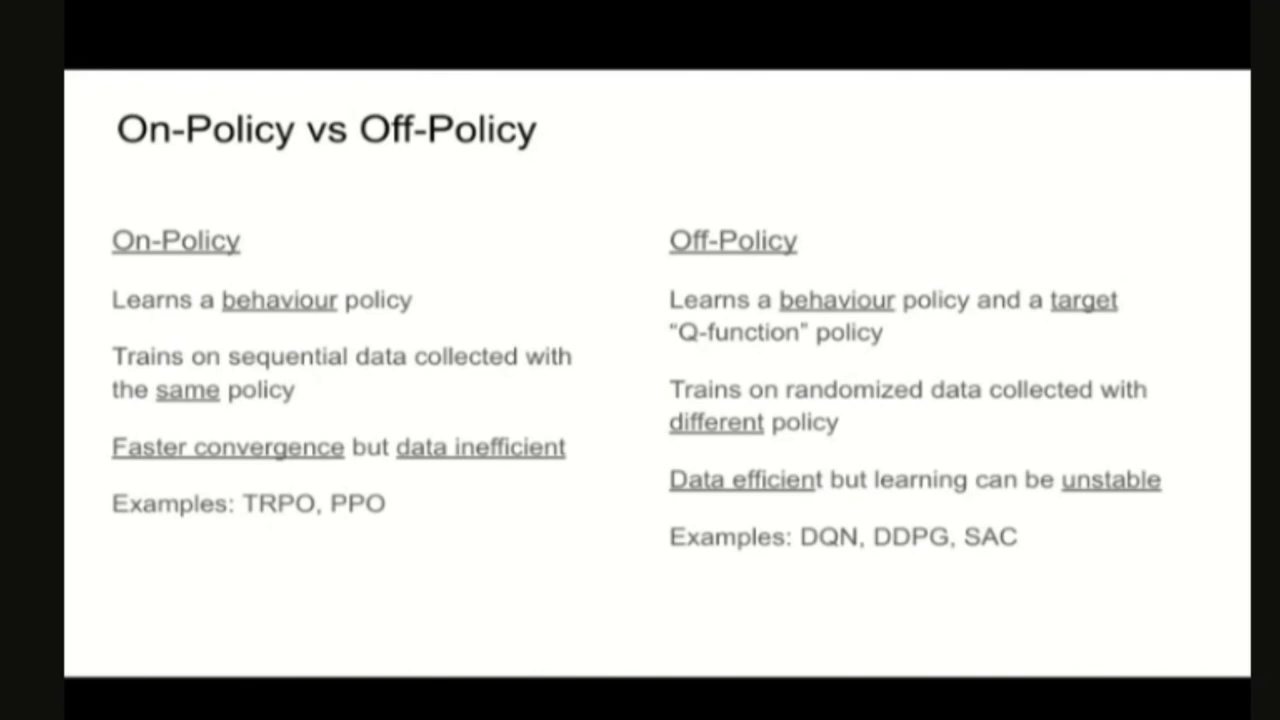 On-Policy vs Off-Policy
On-Policy
Learns a behaviour policy
Trains on sequential data collected with
the same policy
Faster convergence but data inefficient
Examples: TRPO, PPO
Off-Policy
Learns a behaviour policy and a target
“Q-function” policy
Trains on randomized data collected with
different policy
Data efficient but learning can be unstable
Examples: DQN, DDPG, SAC